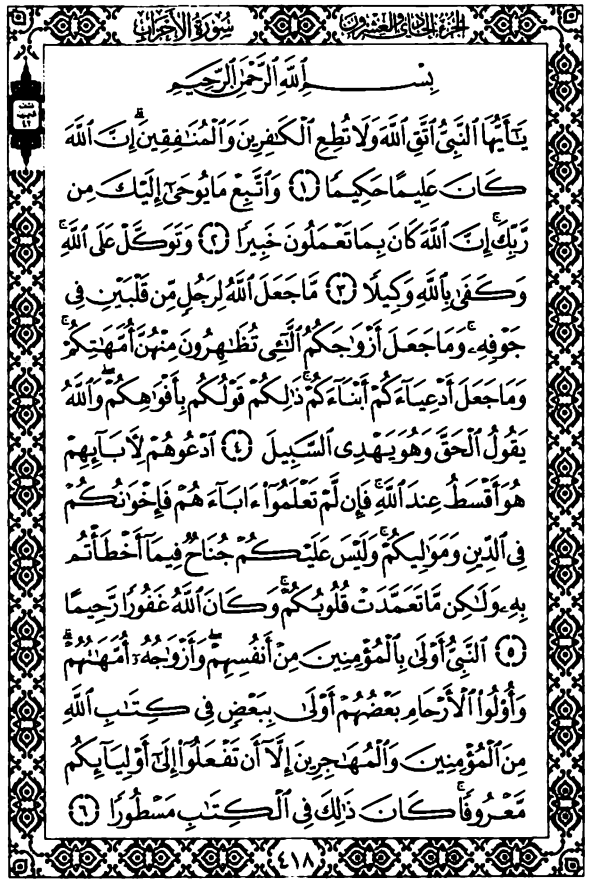 الجزء الحادي والعشرون
سورة الأحزاب
بِسْمِ ٱللَّهِ ٱلرَّحْمَٰنِ ٱلرَّحِيمِ
يَٰٓأَيُّهَا ٱلنَّبِيُّ ٱتَّقِ ٱللَّهَ وَلَا تُطِعِ ٱلْكَٰفِرِينَ وَٱلْمُنَٰفِقِينَۗ إِنَّ ٱللَّهَ
كَانَ عَلِيمًا حَكِيمًا ١ وَٱتَّبِعْ مَا يُوحَىٰٓ إِلَيْكَ مِن
رَّبِّكَۚ إِنَّ ٱللَّهَ كَانَ بِمَا تَعْمَلُونَ خَبِيرًا ٢ وَتَوَكَّلْ عَلَى ٱللَّهِۚ
وَكَفَىٰ بِٱللَّهِ وَكِيلًا ٣ مَّا جَعَلَ ٱللَّهُ لِرَجُلٍ مِّن قَلْبَيْنِ فِي
جَوْفِهِۦۚ وَمَا جَعَلَ أَزْوَٰجَكُمُ ٱلَّٰٓـِٔي تُظَٰهِرُونَ مِنْهُنَّ أُمَّهَٰتِكُمْۚ
وَمَا جَعَلَ أَدْعِيَآءَكُمْ أَبْنَآءَكُمْۚ ذَٰلِكُمْ قَوْلُكُم بِأَفْوَٰهِكُمْۖ وَٱللَّهُ
يَقُولُ ٱلْحَقَّ وَهُوَ يَهْدِي ٱلسَّبِيلَ ٤ ٱدْعُوهُمْ لِأٓبَآئِهِمْ
هُوَ أَقْسَطُ عِندَ ٱللَّهِۚ فَإِن لَّمْ تَعْلَمُوٓا۟ ءَابَآءَهُمْ فَإِخْوَٰنُكُمْ
فِي ٱلدِّينِ وَمَوَٰلِيكُمْۚ وَلَيْسَ عَلَيْكُمْ جُنَاحٌ فِيمَآ أَخْطَأْتُم
بِهِۦ وَلَٰكِن مَّا تَعَمَّدَتْ قُلُوبُكُمْۚ وَكَانَ ٱللَّهُ غَفُورًا رَّحِيمًا
٥ ٱلنَّبِيُّ أَوْلَىٰ بِٱلْمُؤْمِنِينَ مِنْ أَنفُسِهِمْۖ وَأَزْوَٰجُهُۥٓ أُمَّهَٰتُهُمْۗ
وَأُو۟لُوا۟ ٱلْأَرْحَامِ بَعْضُهُمْ أَوْلَىٰ بِبَعْضٍ فِي كِتَٰبِ ٱللَّهِ
مِنَ ٱلْمُؤْمِنِينَ وَٱلْمُهَٰجِرِينَ إِلَّآ أَن تَفْعَلُوٓا۟ إِلَىٰٓ أَوْلِيَآئِكُم
مَّعْرُوفًاۚ كَانَ ذَٰلِكَ فِي ٱلْكِتَٰبِ مَسْطُورًا ٦
٤١٨